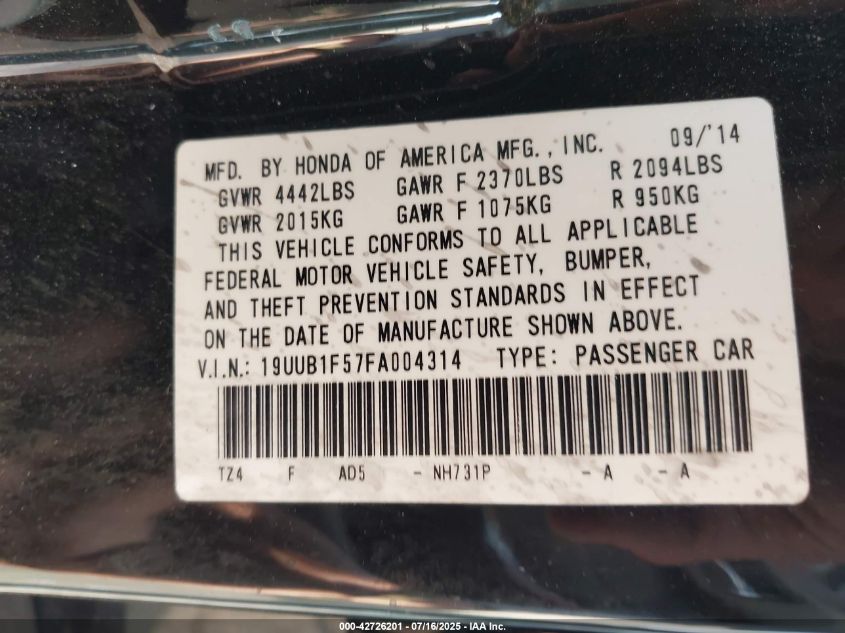 MFD. BY HONDA OF AMERICA MFG., INC. 09/'14
GVWR 4442LBS GAWR F 2370LBS R 2094LBS
GVWR 2015KG GAWR F 1075KG R 950KG
THIS VEHICLE CONFORMS TO ALL APPLICABLE
FEDERAL MOTOR VEHICLE SAFETY, BUMPER,
AND THEFT PREVENTION STANDARDS IN EFFECT
ON THE DATE OF MANUFACTURE SHOWN ABOVE.
V.I.N.: 19UUB1F57FA004314 TYPE: PASSENGER CAR
TZ4 F AD5 - NH731P - A - A
000-42726201 - 07/16/2025 - IAA Inc.